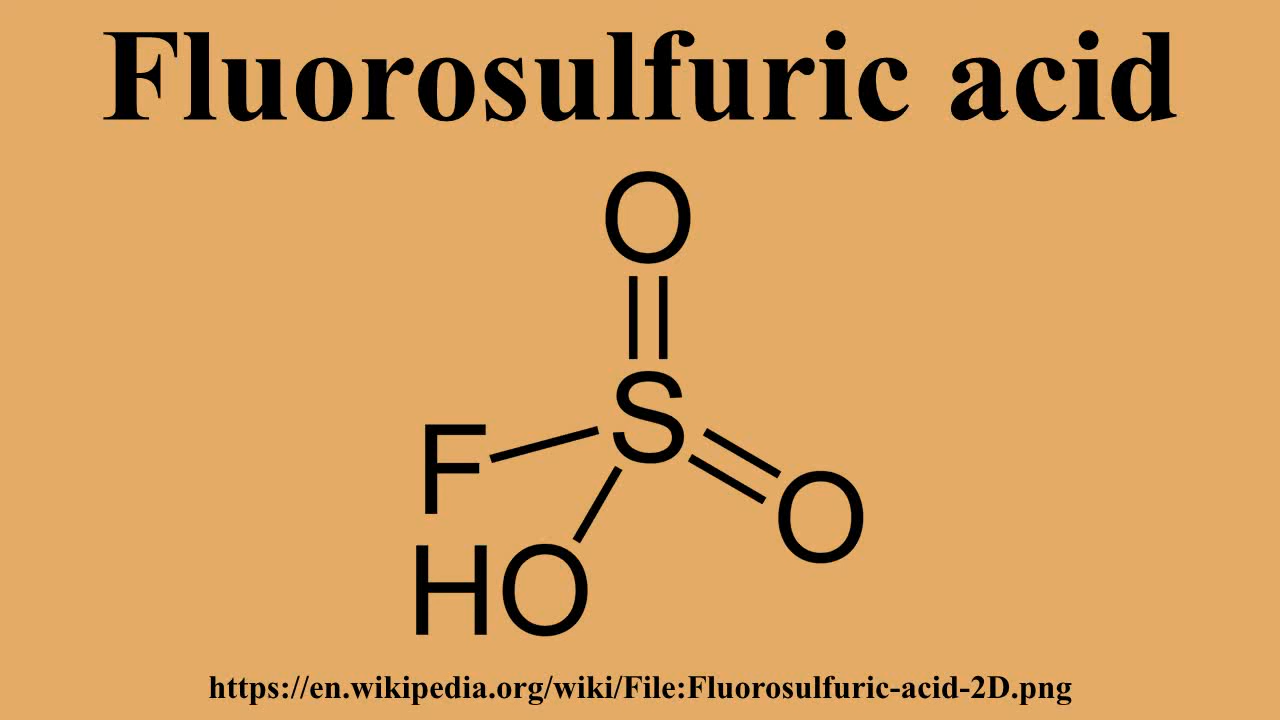 Fluorosulfuric acid
O
S
F
O
HO
https://en.wikipedia.org/wiki/File:Fluorosulfuric-acid-2D.png